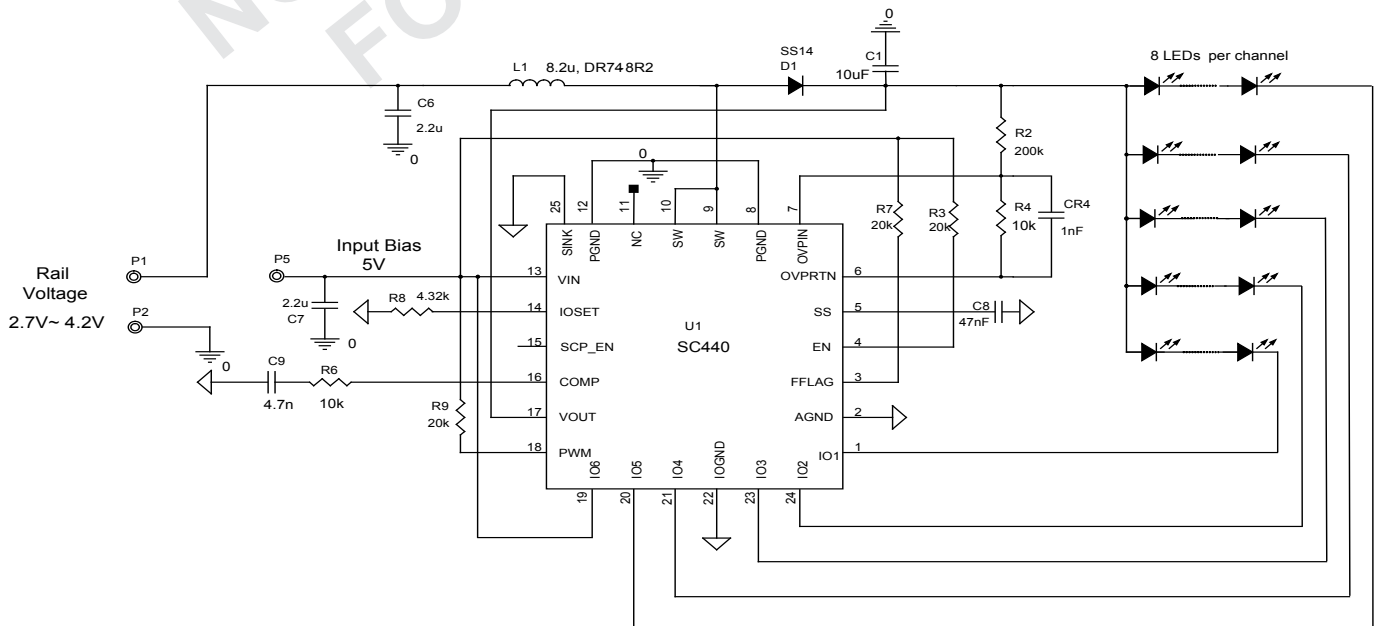 NO
FO
0
SS14
D1
C1
10uF
8 LEDs per channel
L1 8.2u, DR74 8R2
C6
2.2u
0
R2
200k
0
25
12
11
10
9
8
7
SINK
PGND
NC
SW
SW
PGND
OVPIN
R7
20k
R3
20k
R4
10k
CR4
1nF
Rail
Voltage
2.7V~ 4.2V
P1
P2
0
P5
Input Bias
5V
2.2u
C7
0
R8
4.32k
C9
4.7n
R6
10k
R9
20k
13
VIN
14
IOSET
15
SCP_EN
16
COMP
17
VOUT
18
PWM
U1
SC440
OVPRTN
6
SS
5
C8
47nF
EN
4
FFLAG
3
AGND
2
IO1
1
IO6
IO5
IO4
IOGND
IO3
IO2
19
20
21
22
23
24